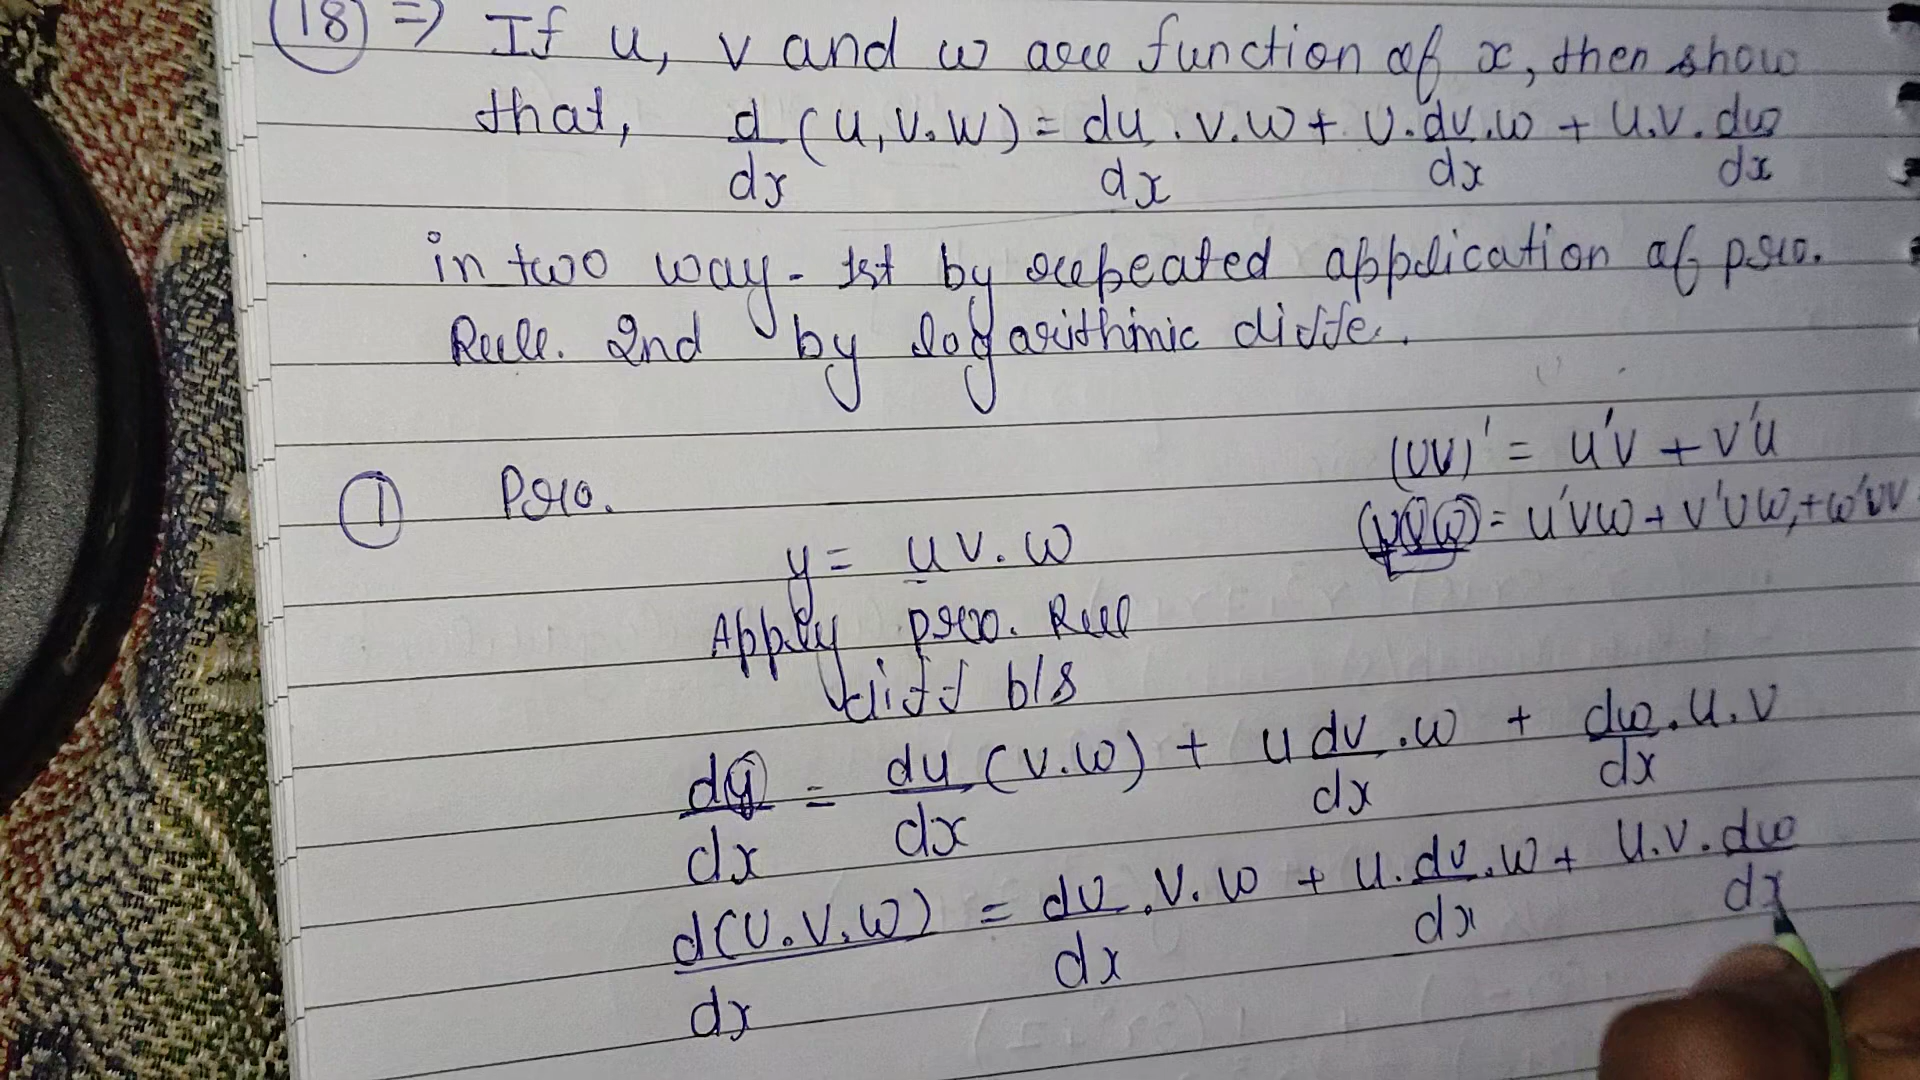 18 ⇒ If u, v and w are function of x, then show
that, d/dx (u, v. w) = du/dx . v. w + u. dv/dx . w + u. v. dw/dx
in two way - 1st by repeated application of pro.
Rule. 2nd by logarithmic diffe.
(uv)' = u'v + v'u
(uvw) = u'vw + v'uw, + w'uv
① Pro.
y = u v. w
Apply pro. Rul
diff b/s
dy/dx = du/dx (v. w) + u dv/dx . w + dw/dx . u. v
d(u. v. w)/dx = du/dx . v. w + u. dv/dx . w + u. v. dw/dx